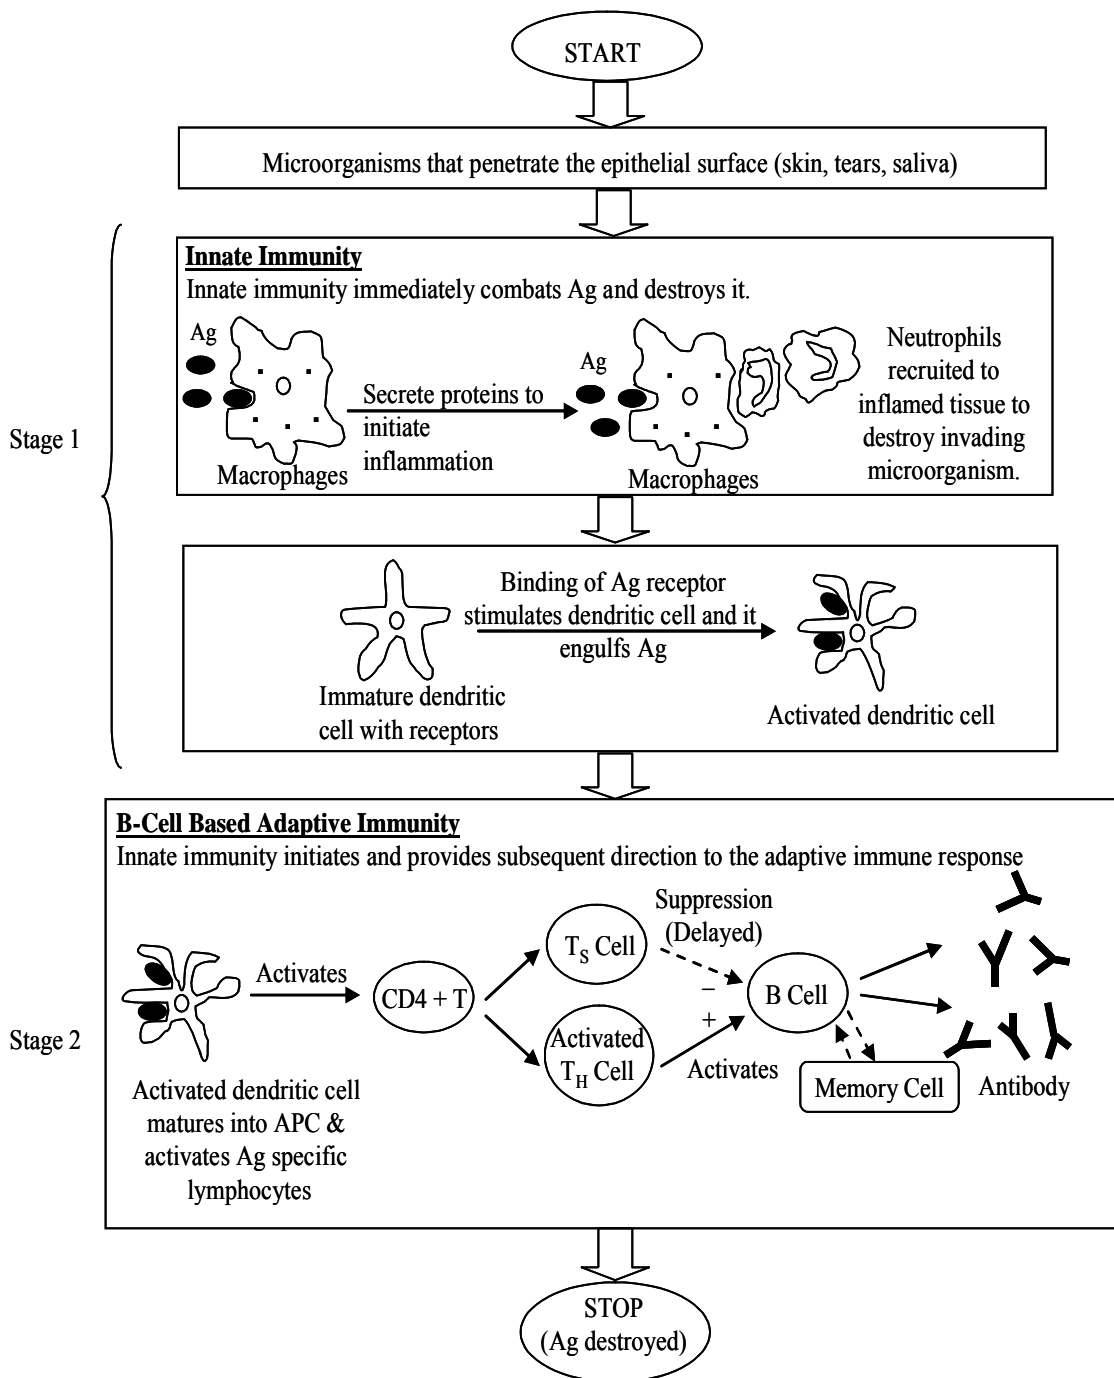 START
Microorganisms that penetrate the epithelial surface (skin, tears, saliva)
Stage 1
Innate Immunity
Innate immunity immediately combats Ag and destroys it.
Ag
Macrophages
Secrete proteins to
initiate
inflammation
Ag
Macrophages
Neutrophils
recruited to
inflamed tissue to
destroy invading
microorganism.
Immature dendritic
cell with receptors
Binding of Ag receptor
stimulates dendritic cell and it
engulfs Ag
Activated dendritic cell
Stage 2
B-Cell Based Adaptive Immunity
Innate immunity initiates and provides subsequent direction to the adaptive immune response
Activated dendritic cell
matures into APC &
activates Ag specific
lymphocytes
Activates
CD4 + T
TS Cell
Activated
TH Cell
Suppression
(Delayed)
–
+
Activates
B Cell
Memory Cell
Antibody
STOP
(Ag destroyed)